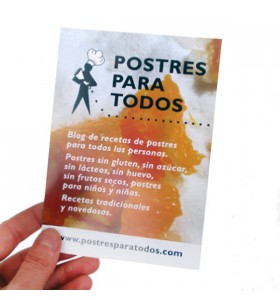 POSTRES
PARA
TODOS
Blog de recetas de postres
para todas las personas.
Postres sin gluten, sin azúcar,
sin lácteos, sin huevo,
sin frutos secos, postres
para niños y niñas.
Recetas tradicionales
y novedosas.
www.postresparatodos.com